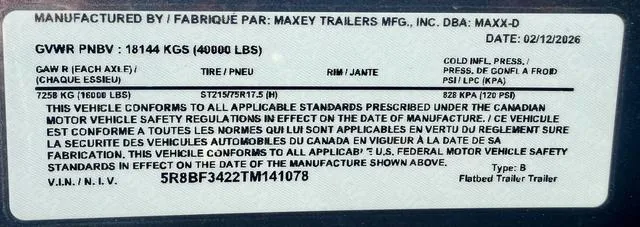 MANUFACTURED BY / FABRIQUÉ PAR: MAXEY TRAILERS MFG., INC. DBA: MAXX-D
DATE: 02/12/2026
GVWR PNBV : 18144 KGS (40000 LBS)
GAW R (EACH AXLE) / (CHAQUE ESSIEU) TIRE / PNEU RIM / JANTE COLD INFL. PRESS. / PRESS. DE GONFL A FROID PSI / LPC (KPA)
7258 KG (16000 LBS) ST215/75R17.5 (H) 828 KPA (120 PSI)
THIS VEHICLE CONFORMS TO ALL APPLICABLE STANDARDS PRESCRIBED UNDER THE CANADIAN
MOTOR VEHICLE SAFETY REGULATIONS IN EFFECT ON THE DATE OF MANUFACTURE. / CE VEHICULE
EST CONFORME A TOUTES LES NORMES QUI LUI SONT APPLICABLES EN VERTU DU REGLEMENT SURE
LA SECURITE DES VEHICULES AUTOMOBILES DU CANADA EN VIGUEUR À LA DATE DE SA
FABRICATION. THIS VEHICILE CONFORMS TO ALL APPLICABLE U.S. FEDERAL MOTOR VEHICLE SAFETY
STANDARDS IN EFFECT ON THE DATE OF THE MANUFACTURE SHOWN ABOVE.
Type: B
V.I.N. / N. I. V. 5R8BF3422TM141078 Flatbed Trailer Trailer